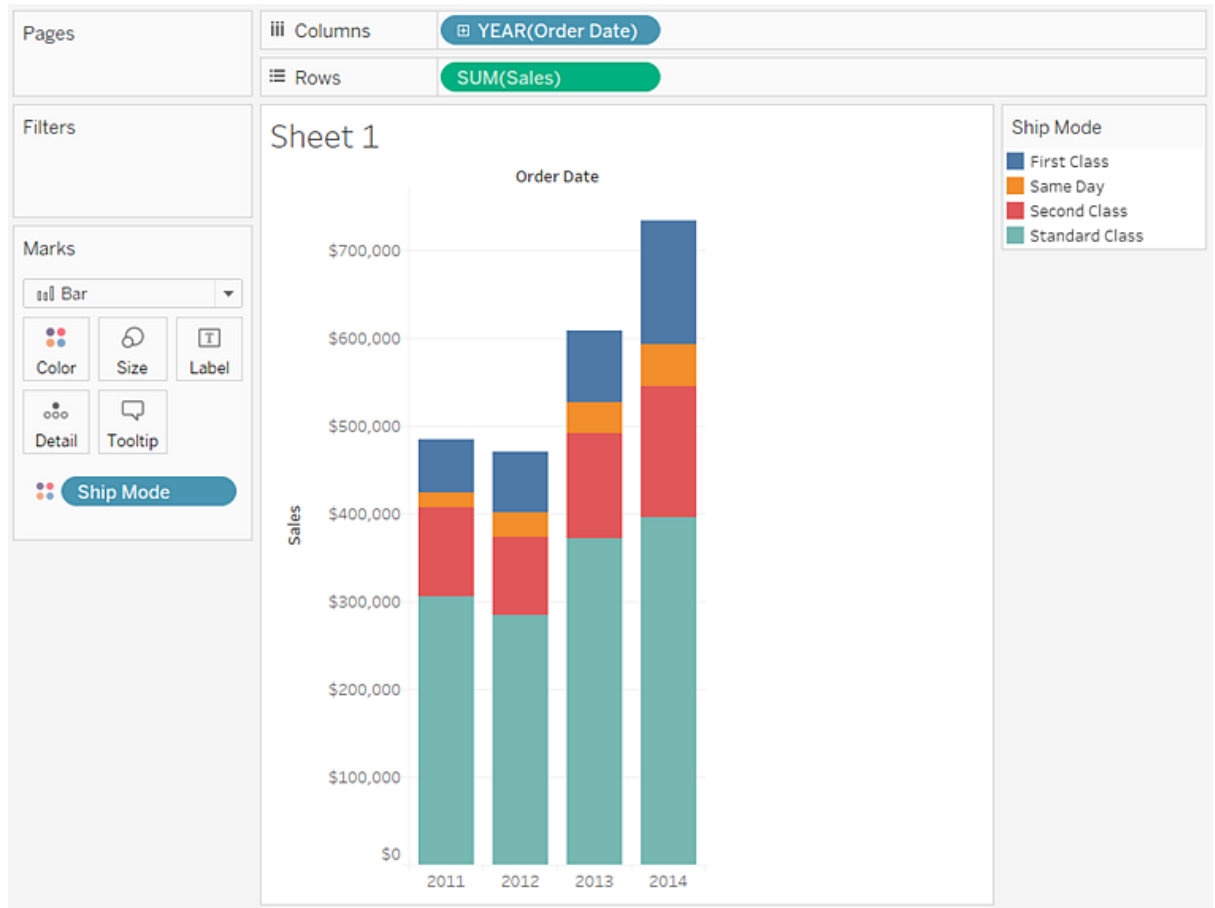 Pages
Columns
YEAR(Order Date)
Rows
SUM(Sales)
Filters
Marks
Bar
Color
Size
Label
Detail
Tooltip
Ship Mode
Sheet 1
Order Date
Sales
$700,000
$600,000
$500,000
$400,000
$300,000
$200,000
$100,000
$0
2011 2012 2013 2014
Ship Mode
First Class
Same Day
Second Class
Standard Class